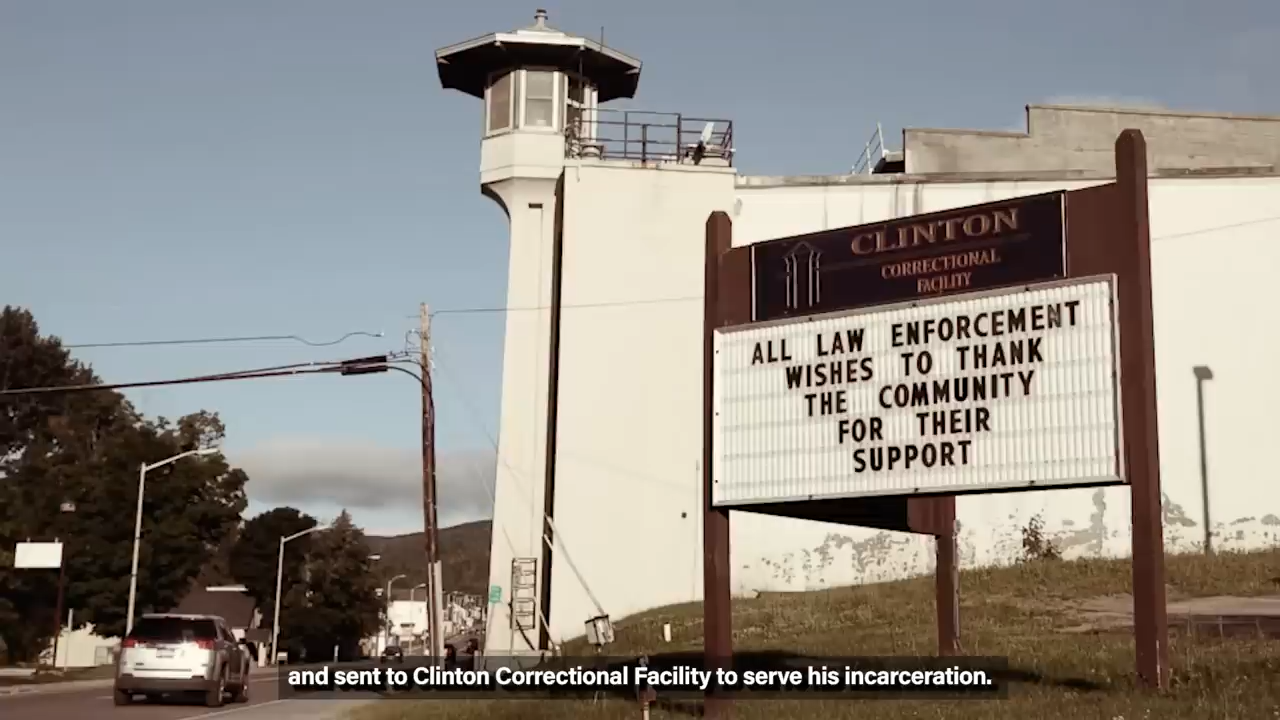 CLINTON
CORRECTIONAL
FACILITY
ALL LAW ENFORCEMENT
WISHES TO THANK
THE COMMUNITY
FOR THEIR
SUPPORT
and sent to Clinton Correctional Facility to serve his incarceration.